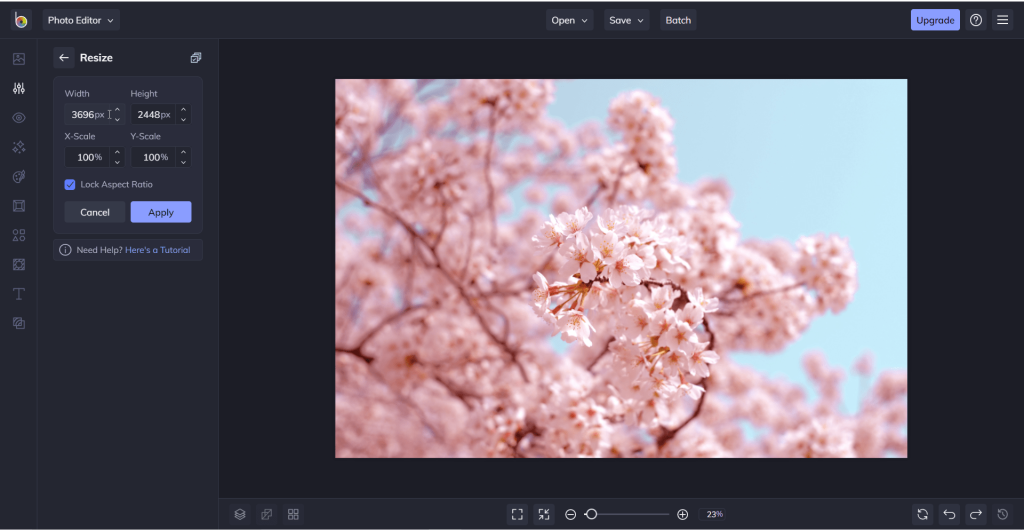 Photo Editor
Open
Save
Batch
Upgrade
Resize
Width Height
3696px 2448px
X-Scale Y-Scale
100% 100%
Lock Aspect Ratio
Cancel Apply
Need Help? Here's a Tutorial
23%